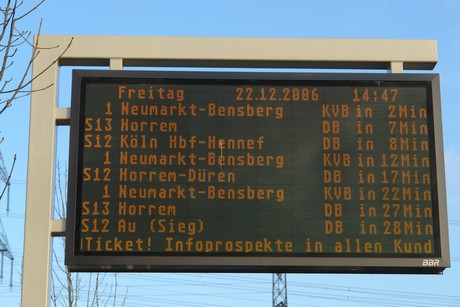 Freitag 22.12.2006 14:47
1 Neumarkt-Bensberg KVB in 2Min
S13 Horrem DB in 7Min
S12 Köln Hbf-Hennef DB in 8Min
1 Neumarkt-Bensberg KVB in 12Min
S12 Horrem-Düren DB in 17Min
1 Neumarkt-Bensberg KVB in 22Min
S13 Horrem DB in 27Min
S12 Au (Sieg) DB in 28Min
Ticket! Infoprospekte in allen Kund
BBR